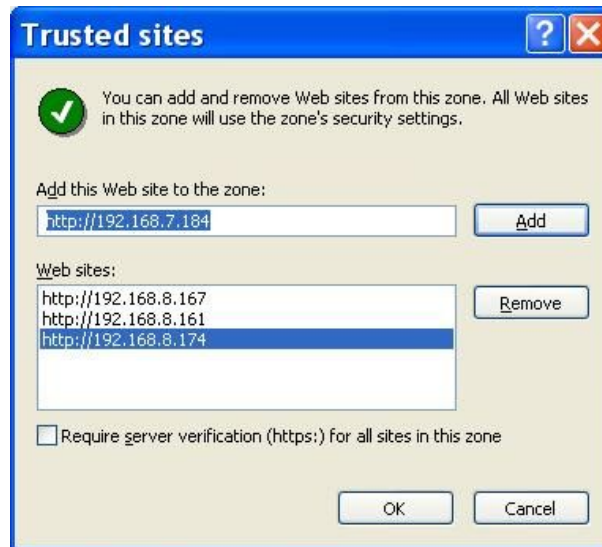 Trusted sites
You can add and remove Web sites from this zone. All Web sites
in this zone will use the zone's security settings.
Add this Web site to the zone:
http://192.168.7.184
Add
Web sites:
http://192.168.8.167
http://192.168.8.161
http://192.168.8.174
Remove
Require server verification (https:) for all sites in this zone
OK
Cancel